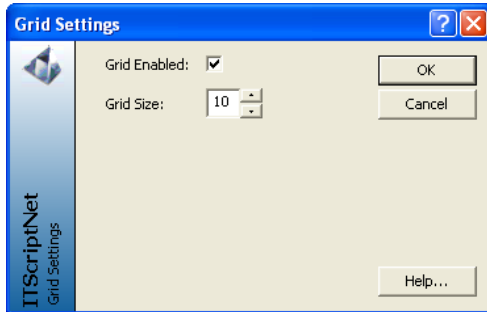 Grid Settings
Grid Enabled:
OK
Grid Size: 10
Cancel
ITScriptNet
Grid Settings
Help...